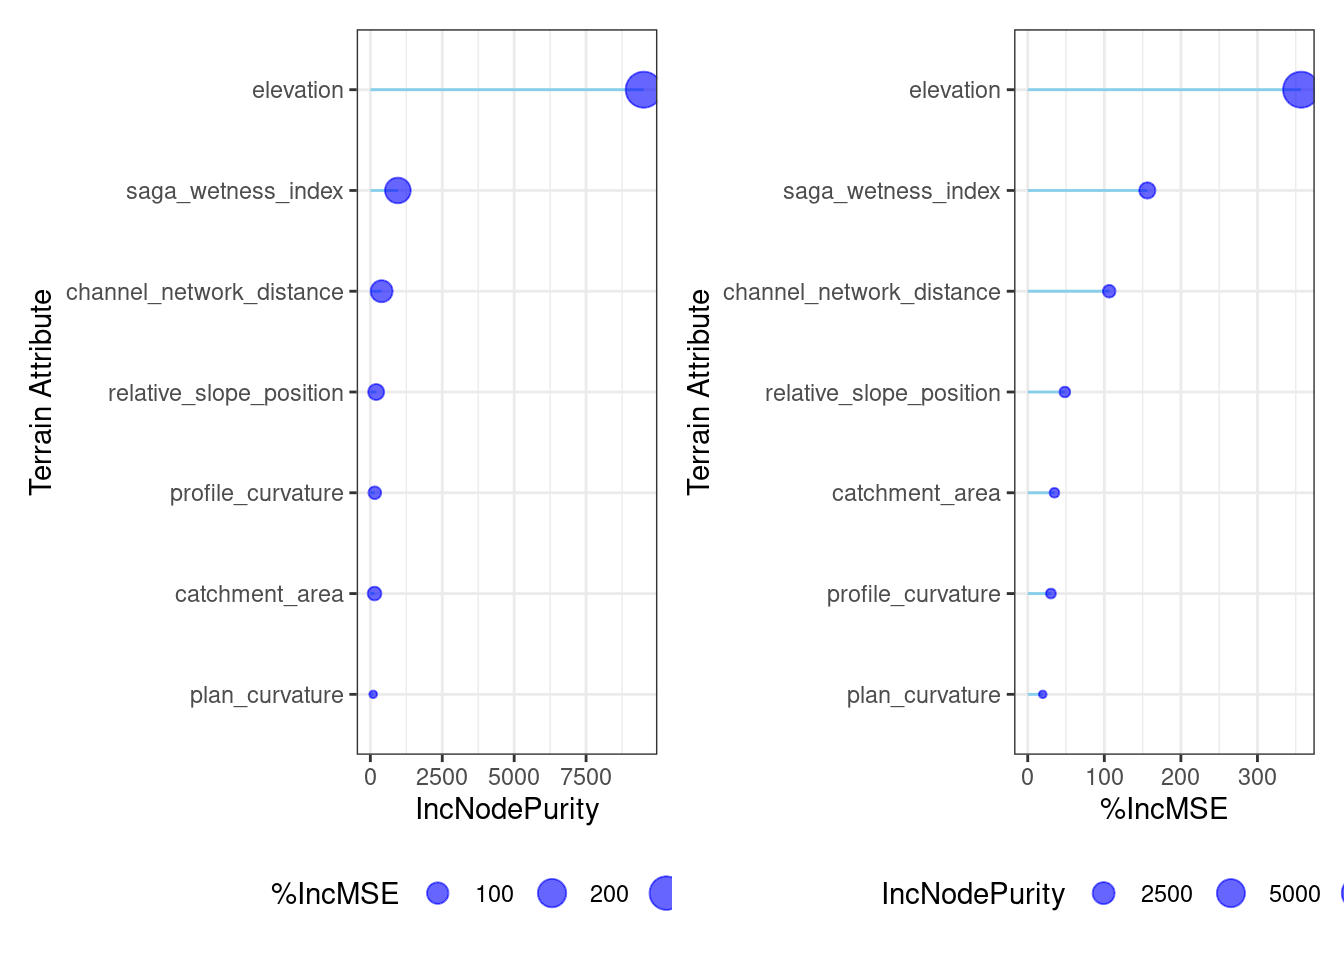 elevation
saga_wetness_index
channel_network_distance
relative_slope_position
profile_curvature
catchment_area
plan_curvature
Terrain Attribute
0 2500 5000 7500
IncNodePurity
%IncMSE 100 200
elevation
saga_wetness_index
channel_network_distance
relative_slope_position
catchment_area
profile_curvature
plan_curvature
Terrain Attribute
0 100 200 300
%IncMSE
IncNodePurity 2500 5000